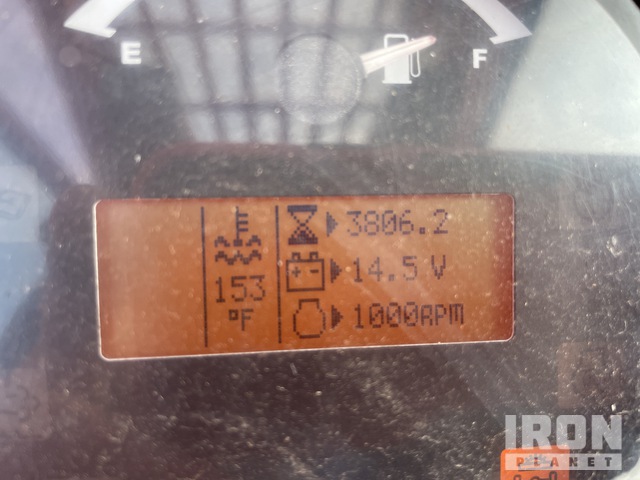 E F
3806.2
14.5 V
153
°F
1000RPM
IRON
PLANET